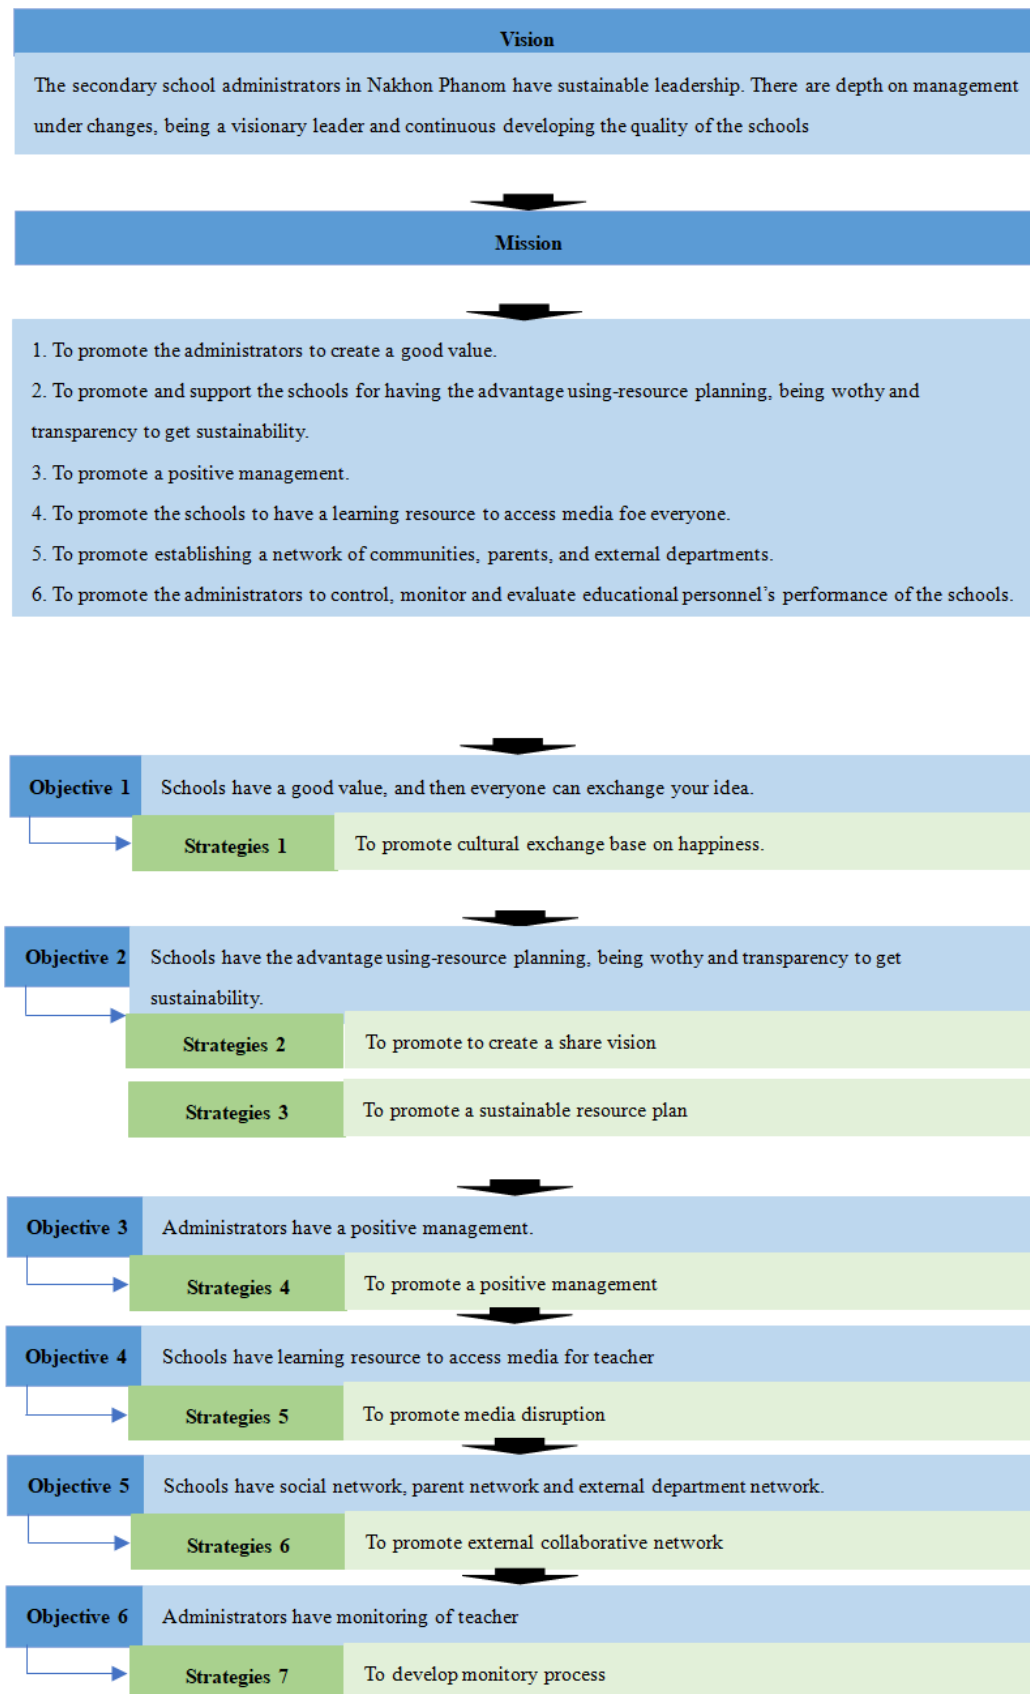 Vision
The secondary school administrators in Nakhon Phanom have sustainable leadership. There are depth on management
under changes, being a visionary leader and continuous developing the quality of the schools
Mission
1. To promote the administrators to create a good value.
2. To promote and support the schools for having the advantage using-resource planning, being wothy and
transparency to get sustainability.
3. To promote a positive management.
4. To promote the schools to have a learning resource to access media foe everyone.
5. To promote establishing a network of communities, parents, and external departments.
6. To promote the administrators to control, monitor and evaluate educational personnel's performance of the schools.
Objective 1 Schools have a good value, and then everyone can exchange your idea.
Strategies 1 To promote cultural exchange base on happiness.
Objective 2 Schools have the advantage using-resource planning, being wothy and transparency to get
sustainability.
Strategies 2 To promote to create a share vision
Strategies 3 To promote a sustainable resource plan
Objective 3 Administrators have a positive management.
Strategies 4 To promote a positive management
Objective 4 Schools have learning resource to access media for teacher
Strategies 5 To promote media disruption
Objective 5 Schools have social network, parent network and external department network.
Strategies 6 To promote external collaborative network
Objective 6 Administrators have monitoring of teacher
Strategies 7 To develop monitory process